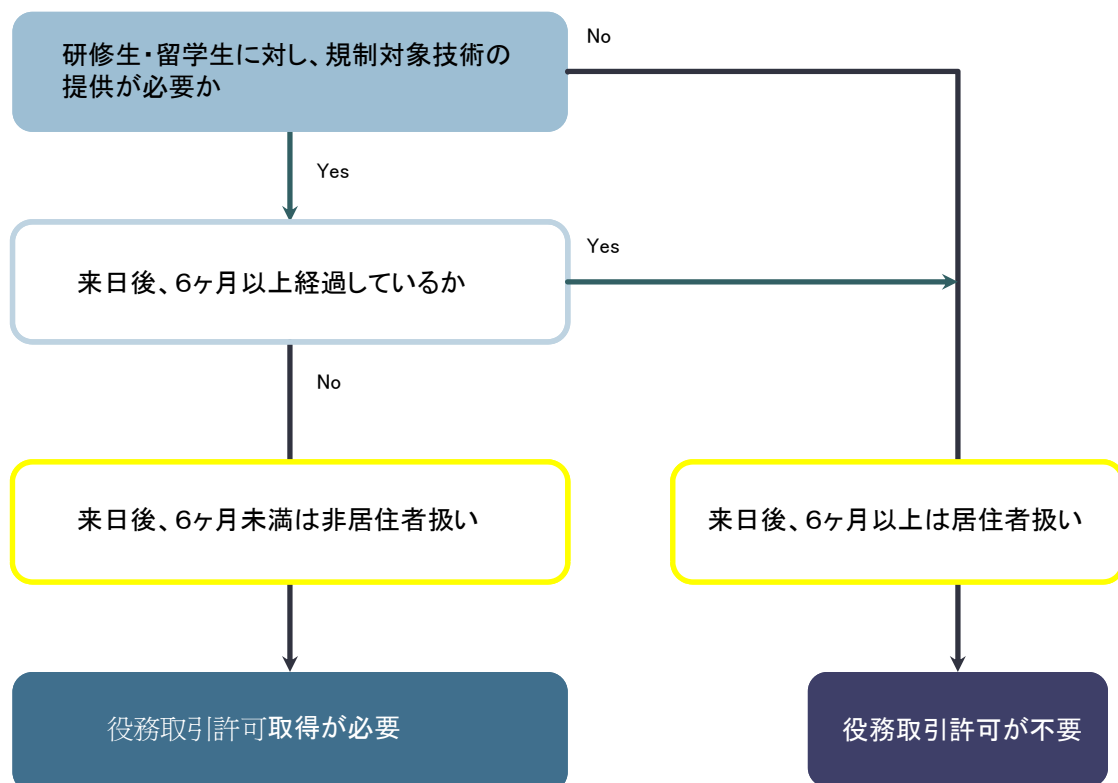 研修生・留学生に対し、規制対象技術の
提供が必要か
No
Yes
来日後、６ヶ月以上経過しているか
Yes
No
来日後、６ヶ月未満は非居住者扱い
来日後、６ヶ月以上は居住者扱い
役務取引許可取得が必要
役務取引許可が不要